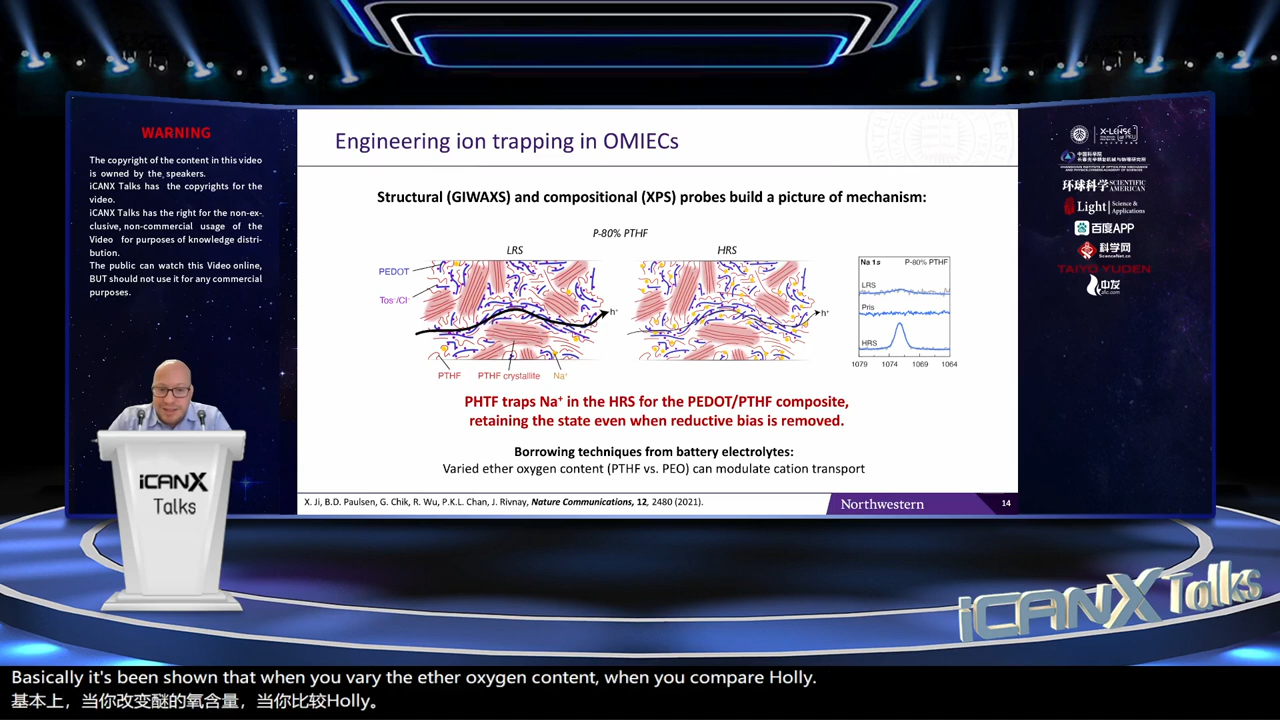 WARNING
The copyright of the content in this video
is owned by the speakers.
iCANX Talks has the copyrights for the
video.
iCANX Talks has the right for the non-ex-
clusive, non-commercial usage of the
Video for purposes of knowledge distri-
bution.
The public can watch this Video online,
BUT should not use it for any commercial
purposes.
Engineering ion trapping in OMIECs
Structural (GIWAXS) and compositional (XPS) probes build a picture of mechanism:
P-80% PTHF
LRS
HRS
PEDOT
Tos⁻/Cl⁻
h⁺
h⁺
PTHF
PTHF crystallite
Na⁺
Na 1s P-80% PTHF
LRS
Pris
HRS
1079 1074 1069 1064
PHTF traps Na⁺ in the HRS for the PEDOT/PTHF composite,
retaining the state even when reductive bias is removed.
Borrowing techniques from battery electrolytes:
Varied ether oxygen content (PTHF vs. PEO) can modulate cation transport
X. Ji, B.D. Paulsen, G. Chik, R. Wu, P.K.L. Chan, J. Rivnay, Nature Communications, 12, 2480 (2021).
Northwestern
14
X-LENSE
环球科学 SCIENTIFIC AMERICAN
Light Science & Applications
百度APP
科学网
ScienceNet.cn
TAIYO YUDEN
中友
iCANX
Talks
iCANX Talks
Basically it's been shown that when you vary the ether oxygen content, when you compare Holly.
基本上，当你改变醚的氧含量，当你比较Holly。